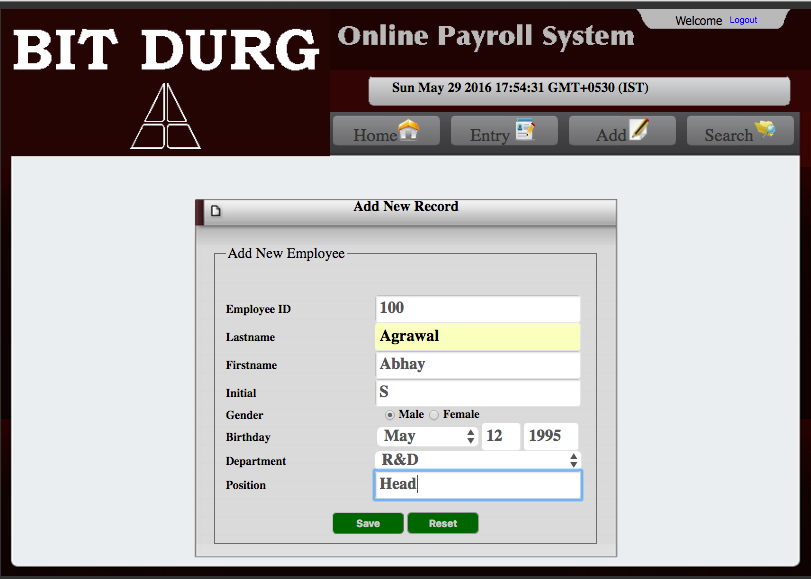 BIT DURG
Online Payroll System
Welcome Logout
Sun May 29 2016 17:54:31 GMT+0530 (IST)
Home Entry Add Search
Add New Record
Add New Employee
Employee ID 100
Lastname Agrawal
Firstname Abhay
Initial S
Gender Male Female
Birthday May 12 1995
Department R&D
Position Head
Save Reset